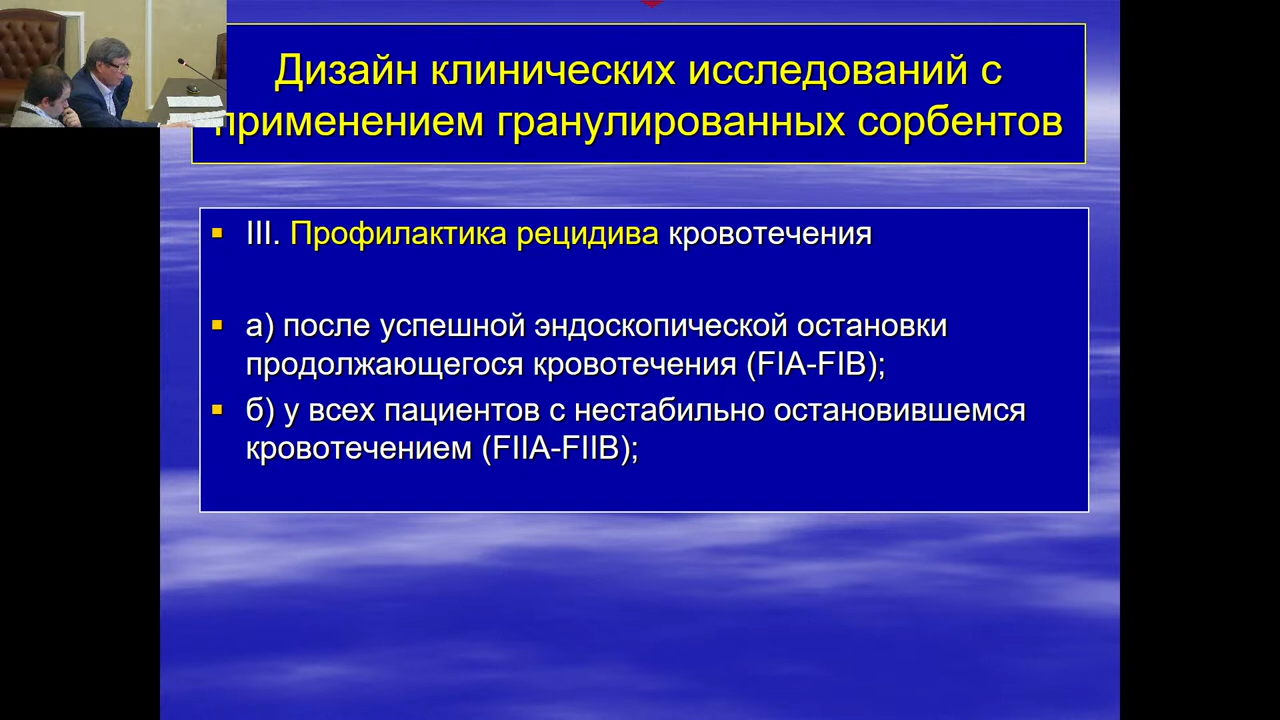 Дизайн клинических исследований с
применением гранулированных сорбентов
III. Профилактика рецидива кровотечения
а) после успешной эндоскопической остановки
продолжающегося кровотечения (FIA-FIB);
б) у всех пациентов с нестабильно остановившемся
кровотечением (FIIA-FIIB);